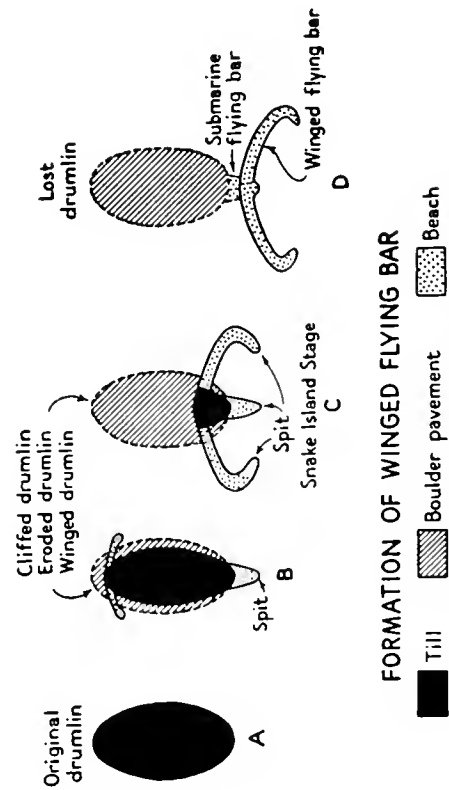 Original
drumlin
A
Cliffed drumlin
Eroded drumlin
Winged drumlin
Spit
B
Spit
Snake Island Stage
C
Lost
drumlin
Submarine
flying bar
Winged flying bar
D
FORMATION OF WINGED FLYING BAR
Till
Boulder pavement
Beach